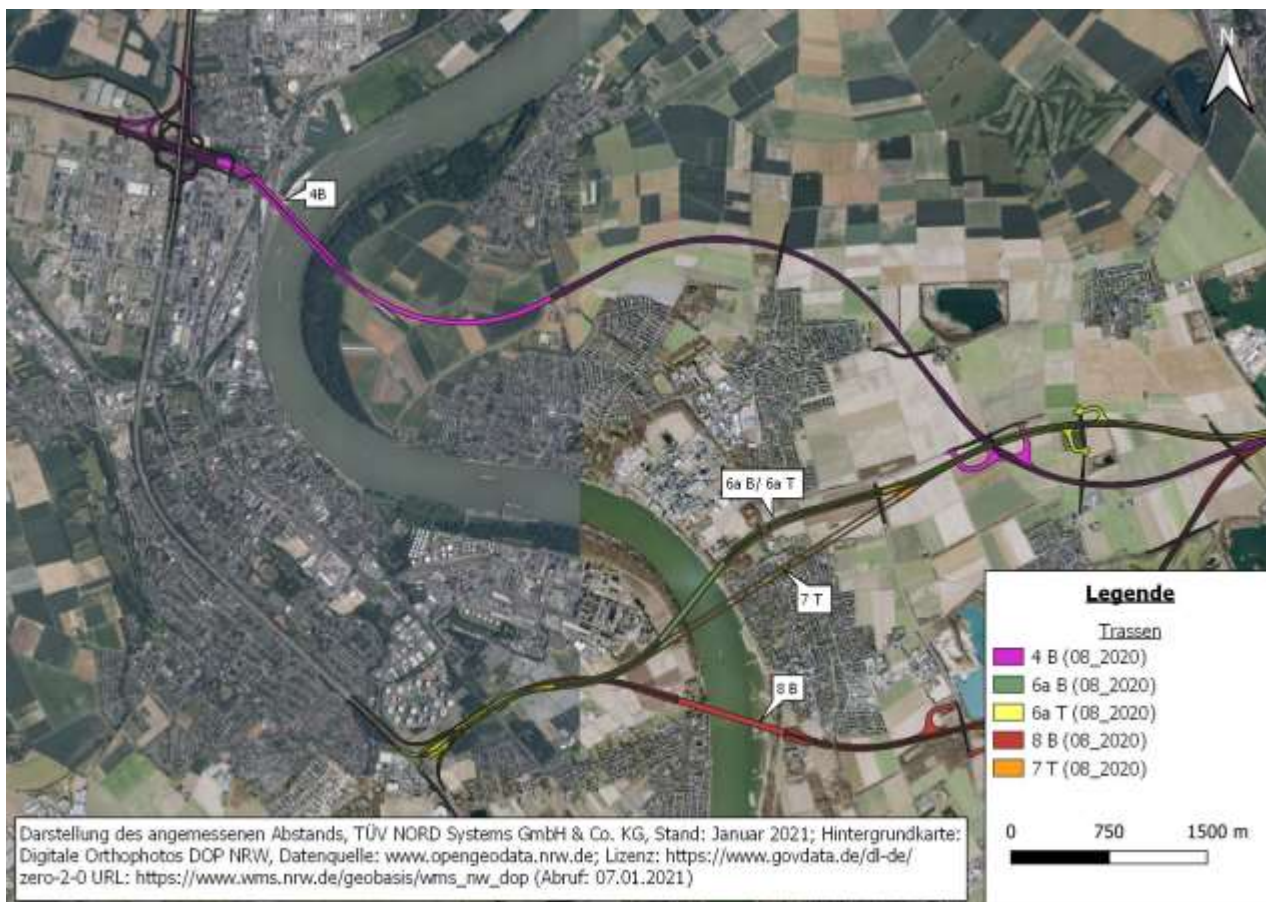 N
4B
6a B/ 6a T
7 T
8 B
Legende
Trassen
4 B (08_2020)
6a B (08_2020)
6a T (08_2020)
8 B (08_2020)
7 T (08_2020)
0 750 1500 m
Darstellung des angemessenen Abstands, TÜV NORD Systems GmbH & Co. KG, Stand: Januar 2021; Hintergrundkarte:
Digitale Orthophotos DOP NRW, Datenquelle: www.opengeodata.nrw.de; Lizenz: https://www.govdata.de/dl-de/
zero-2-0 URL: https://www.wms.nrw.de/geobasis/wms_nw_dop (Abruf: 07.01.2021)